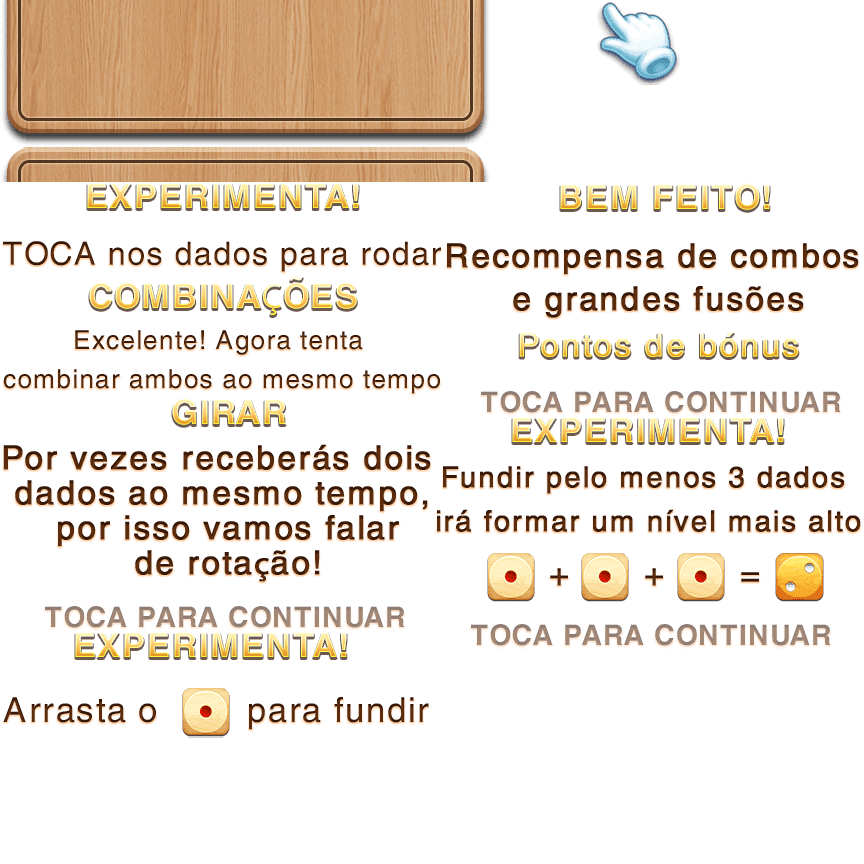 EXPERIMENTA!
TOCA nos dados para rodar
COMBINAÇÕES
Excelente! Agora tenta
combinar ambos ao mesmo tempo
GIRAR
Por vezes receberás dois
dados ao mesmo tempo,
por isso vamos falar
de rotação!
TOCA PARA CONTINUAR
EXPERIMENTA!
Arrasta o para fundir
BEM FEITO!
Recompensa de combos
e grandes fusões
Pontos de bónus
TOCA PARA CONTINUAR
EXPERIMENTA!
Fundir pelo menos 3 dados
irá formar um nível mais alto
+ + =
TOCA PARA CONTINUAR